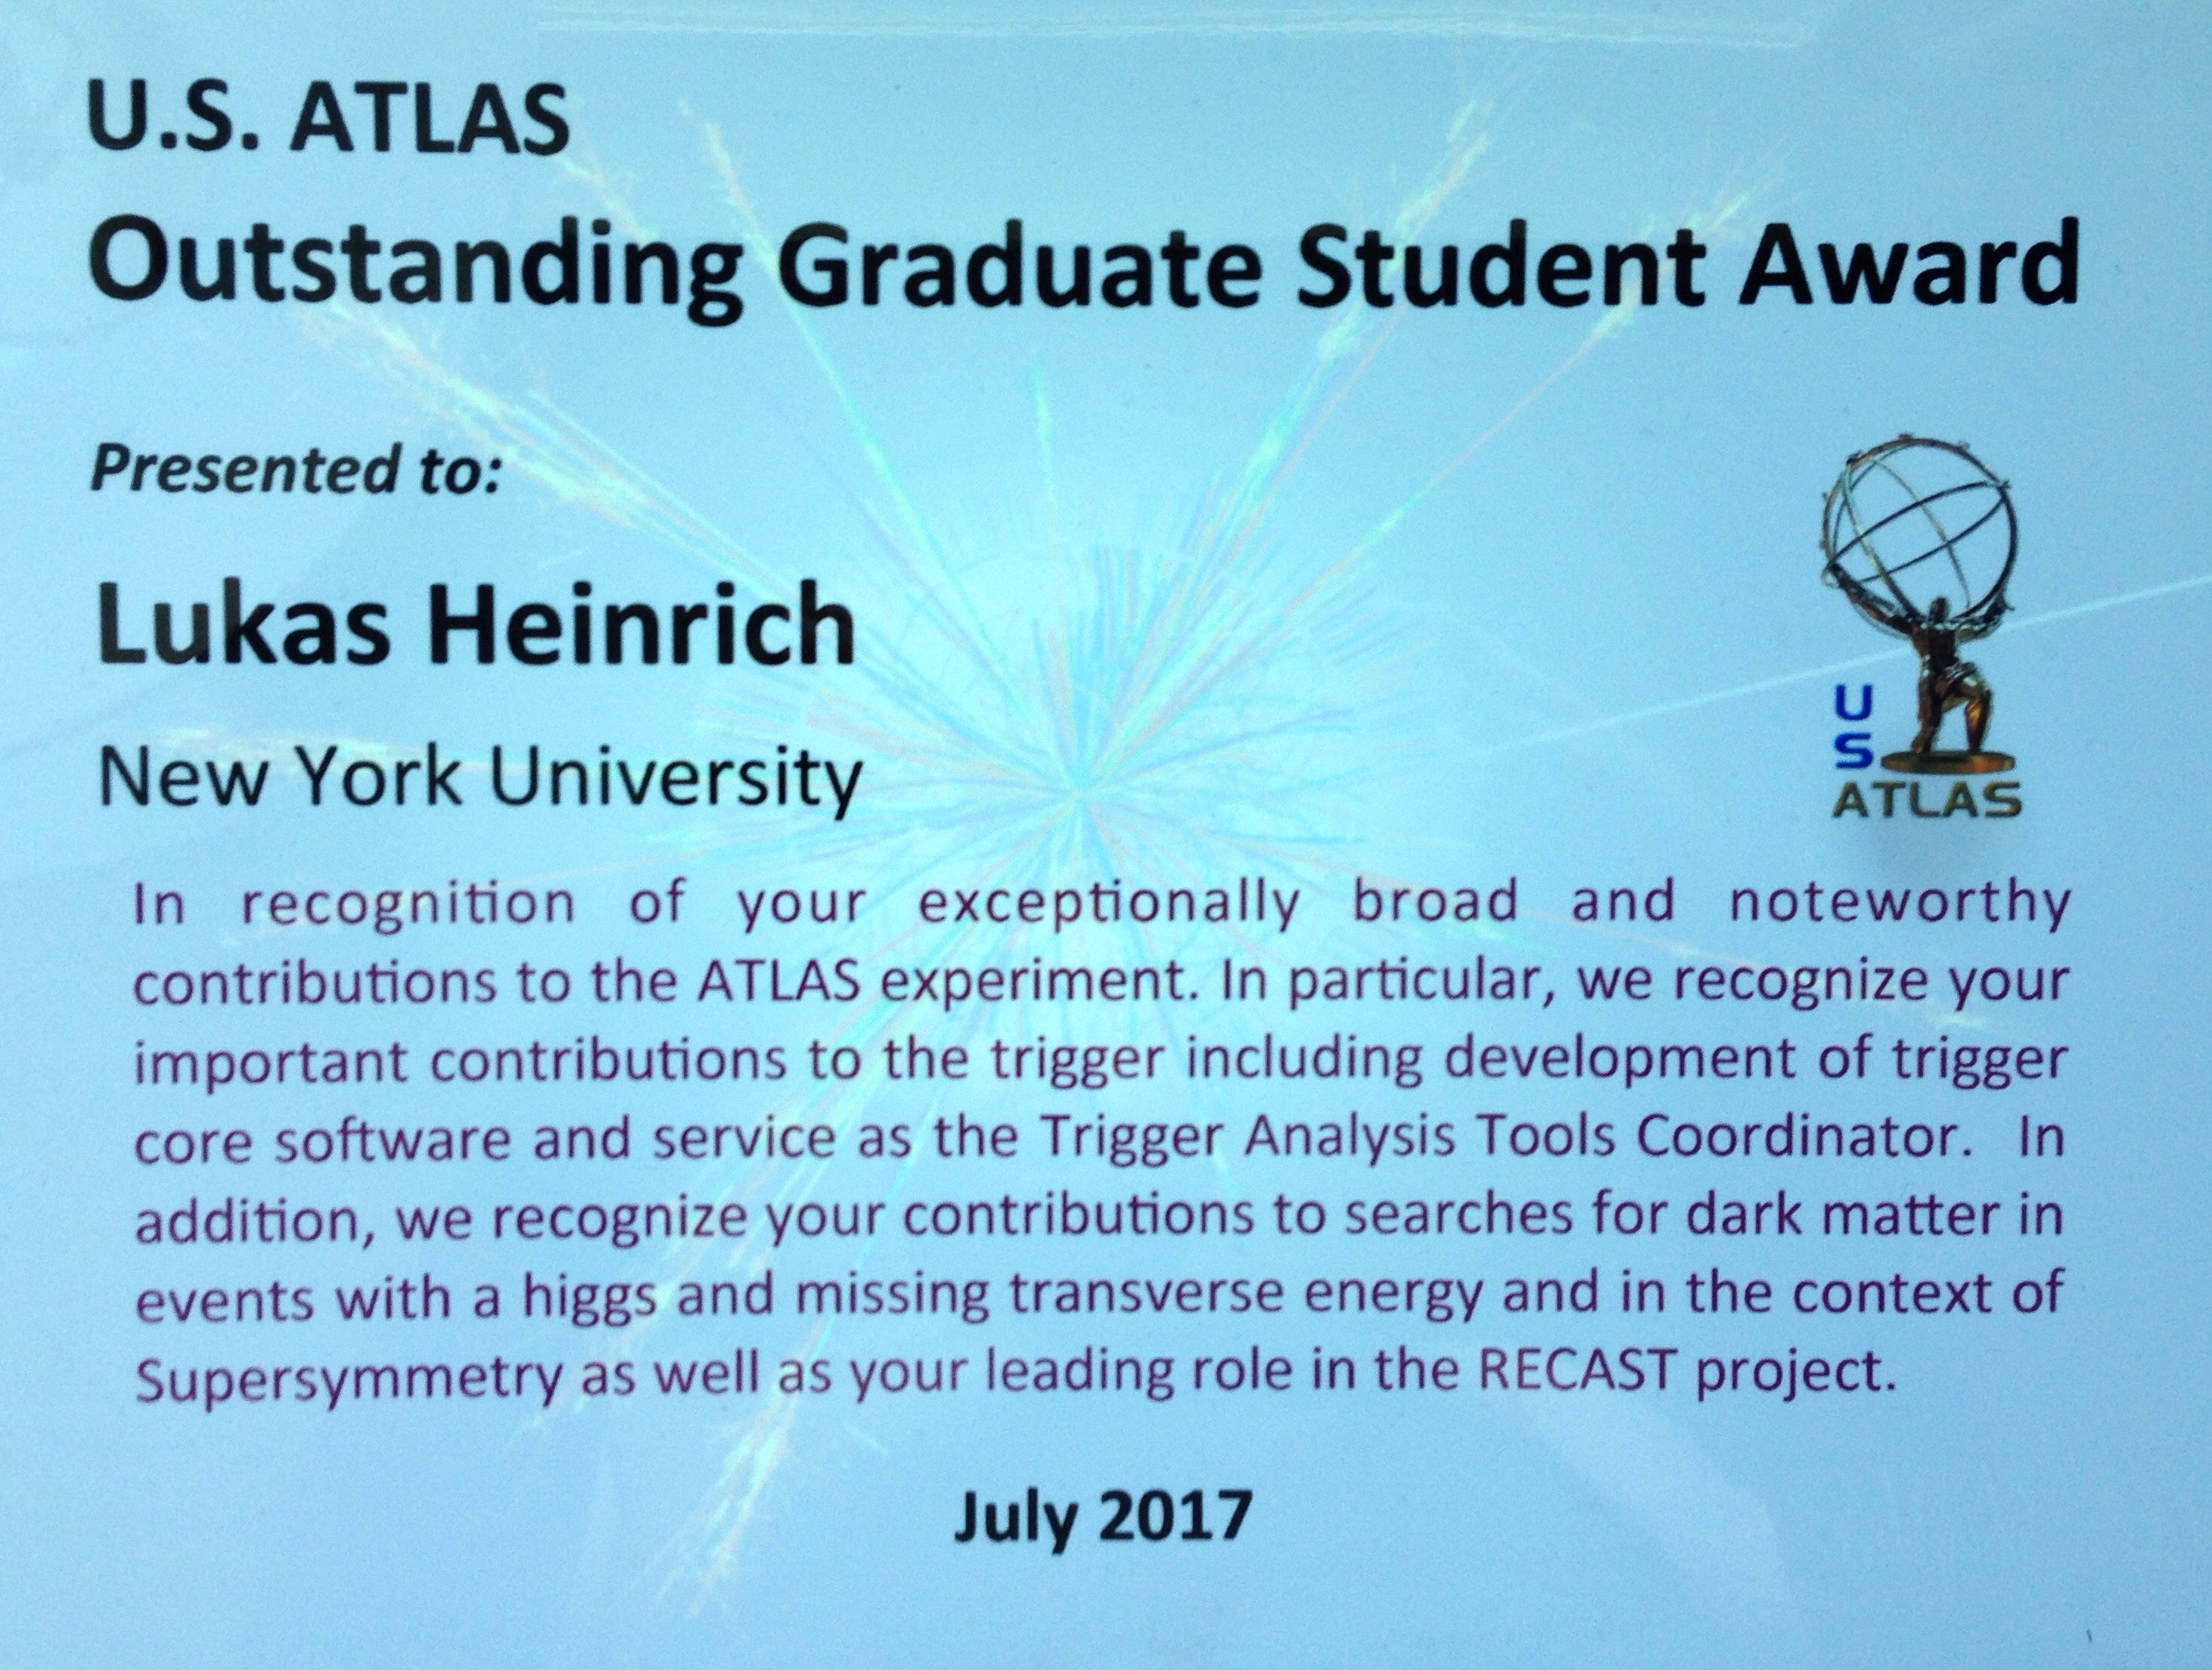 U.S. ATLAS
Outstanding Graduate Student Award
Presented to:
Lukas Heinrich
New York University
U
S
ATLAS
In recognition of your exceptionally broad and noteworthy
contributions to the ATLAS experiment. In particular, we recognize your
important contributions to the trigger including development of trigger
core software and service as the Trigger Analysis Tools Coordinator. In
addition, we recognize your contributions to searches for dark matter in
events with a higgs and missing transverse energy and in the context of
Supersymmetry as well as your leading role in the RECAST project.
July 2017